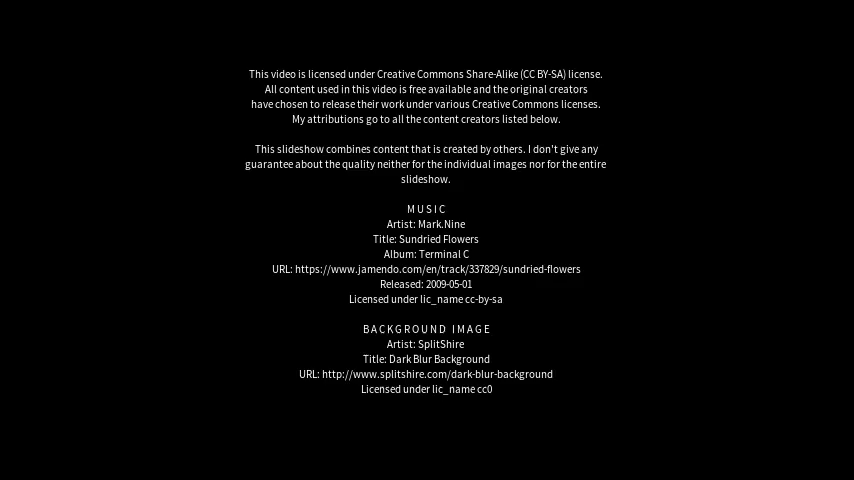 This video is licensed under Creative Commons Share-Alike (CC BY-SA) license.
All content used in this video is free available and the original creators
have chosen to release their work under various Creative Commons licenses.
My attributions go to all the content creators listed below.
This slideshow combines content that is created by others. I don't give any
guarantee about the quality neither for the individual images nor for the entire
slideshow.
MUSIC
Artist: Mark.Nine
Title: Sundried Flowers
Album: Terminal C
URL: https://www.jamendo.com/en/track/337829/sundried-flowers
Released: 2009-05-01
Licensed under lic_name cc-by-sa
BACKGROUND IMAGE
Artist: SplitShire
Title: Dark Blur Background
URL: http://www.splitshire.com/dark-blur-background
Licensed under lic_name cc0